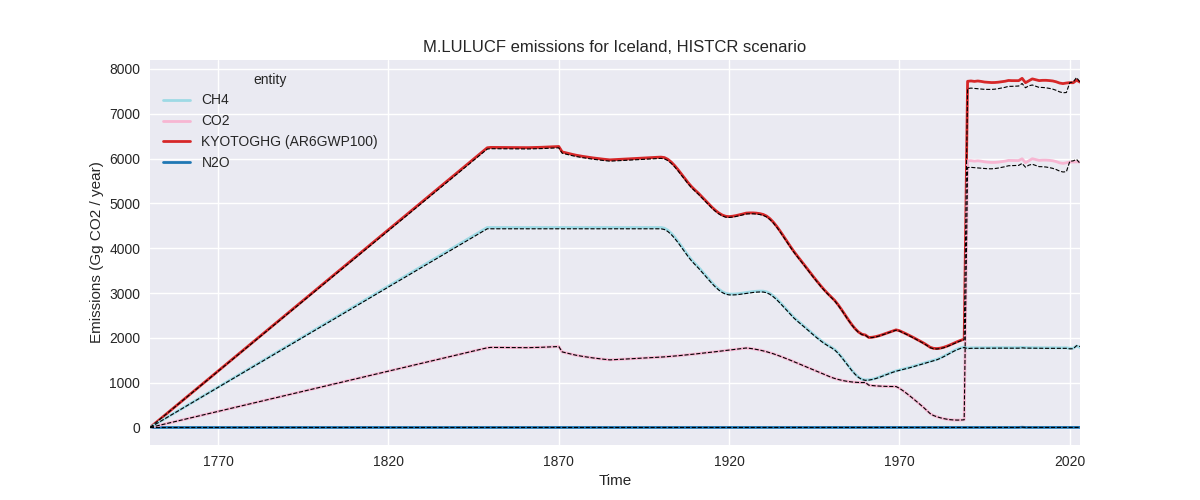 M.LULUCF emissions for Iceland, HISTCR scenario
entity
CH4
CO2
KYOTOGHG (AR6GWP100)
N2O
Emissions (Gg CO2 / year)
8000
7000
6000
5000
4000
3000
2000
1000
0
1770
1820
1870
1920
1970
2020
Time